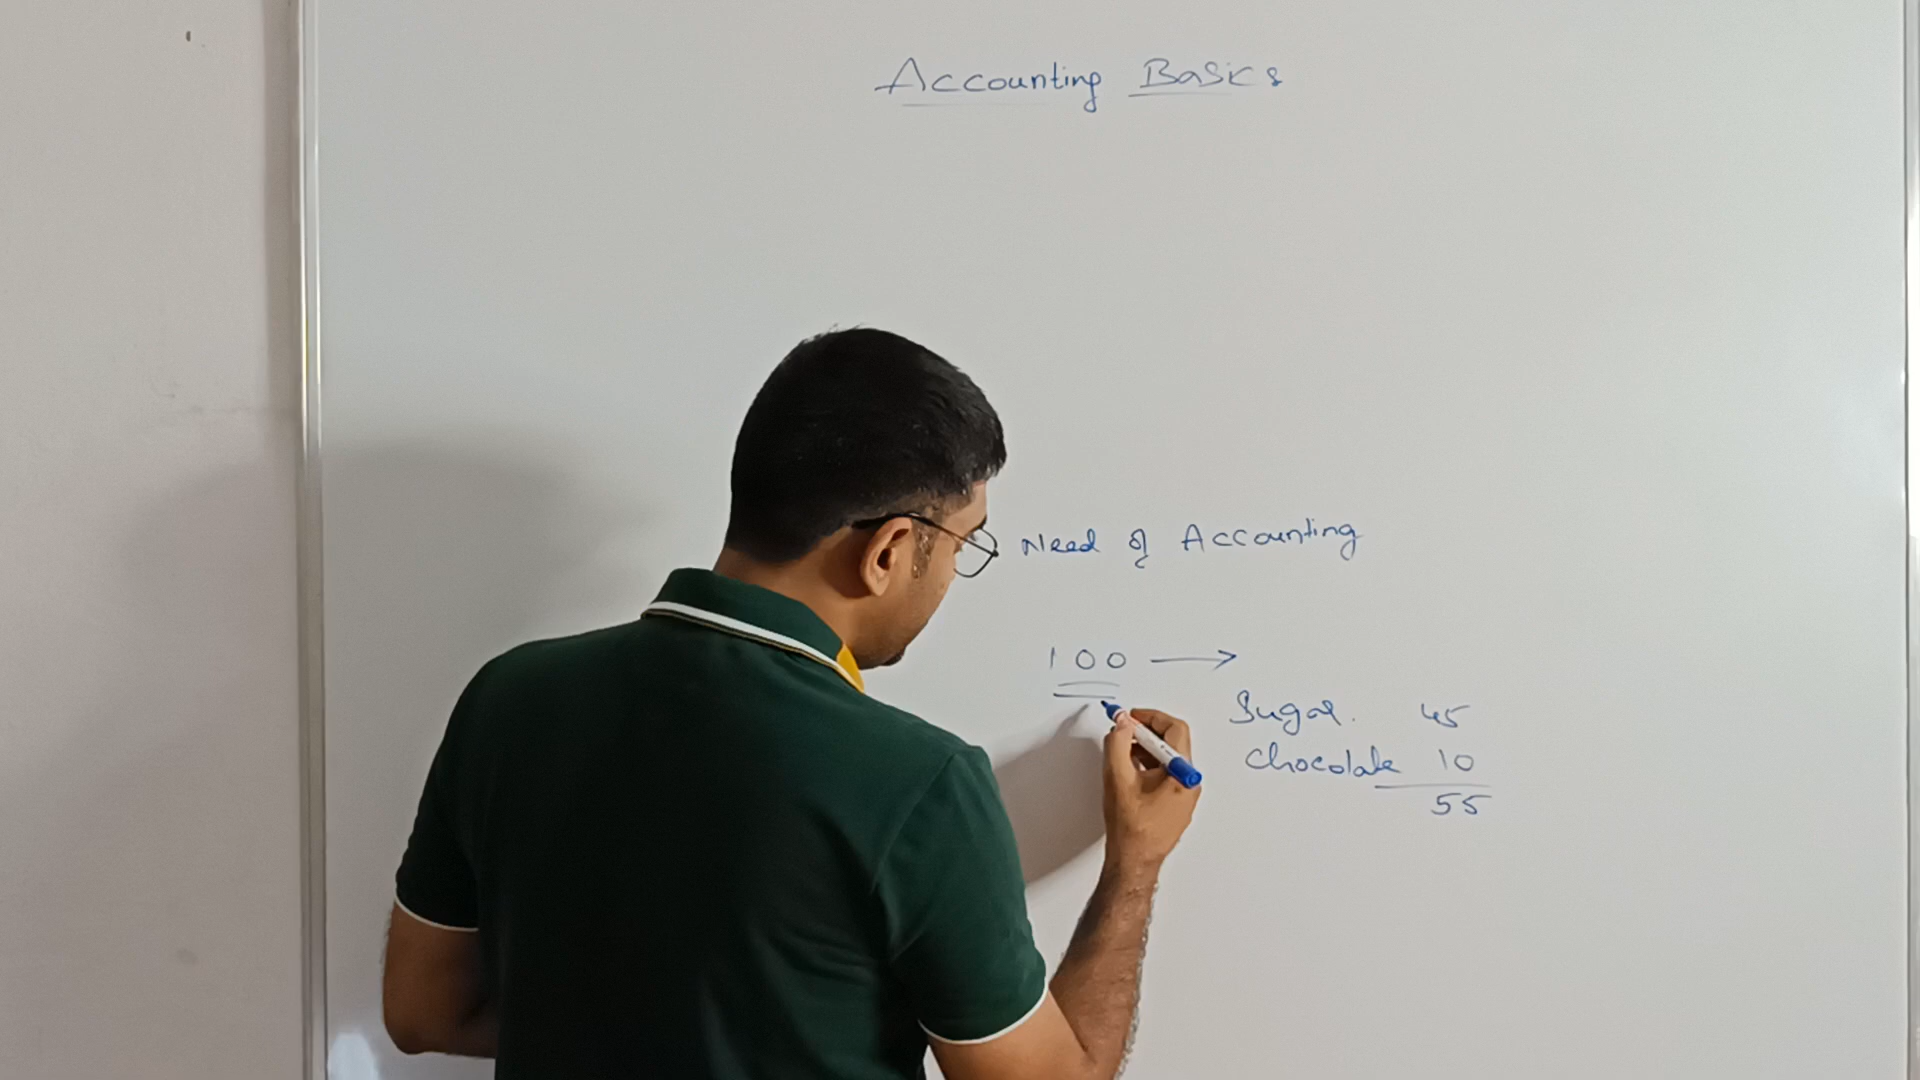 Accounting Basics
Need of Accounting
100 →
Sugar. 45
Chocolate 10
55